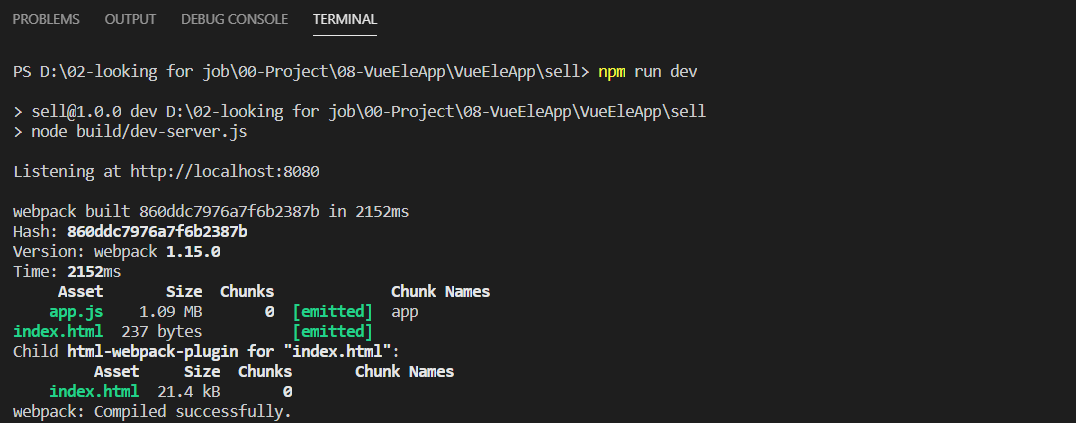 PROBLEMS OUTPUT DEBUG CONSOLE TERMINAL
PS D:\02-looking for job\00-Project\08-VueEleApp\VueEleApp\sell> npm run dev
> sell@1.0.0 dev D:\02-looking for job\00-Project\08-VueEleApp\VueEleApp\sell
> node build/dev-server.js
Listening at http://localhost:8080
webpack built 860ddc7976a7f6b2387b in 2152ms
Hash: 860ddc7976a7f6b2387b
Version: webpack 1.15.0
Time: 2152ms
Asset Size Chunks Chunk Names
app.js 1.09 MB 0 [emitted] app
index.html 237 bytes [emitted]
Child html-webpack-plugin for "index.html":
Asset Size Chunks Chunk Names
index.html 21.4 kB 0
webpack: Compiled successfully.